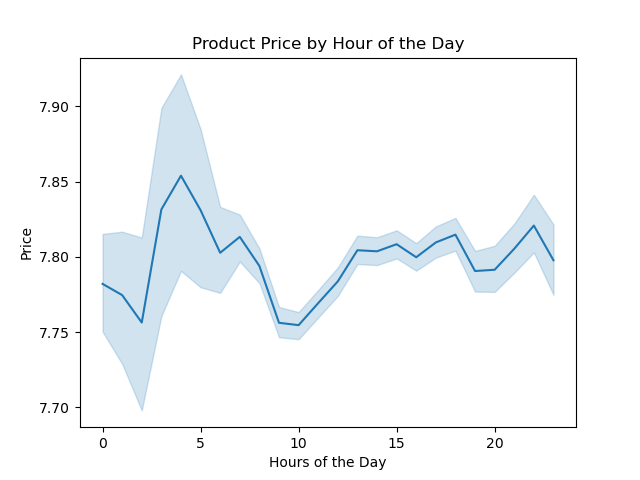 Product Price by Hour of the Day
7.90
7.85
7.80
7.75
7.70
Price
0 5 10 15 20
Hours of the Day